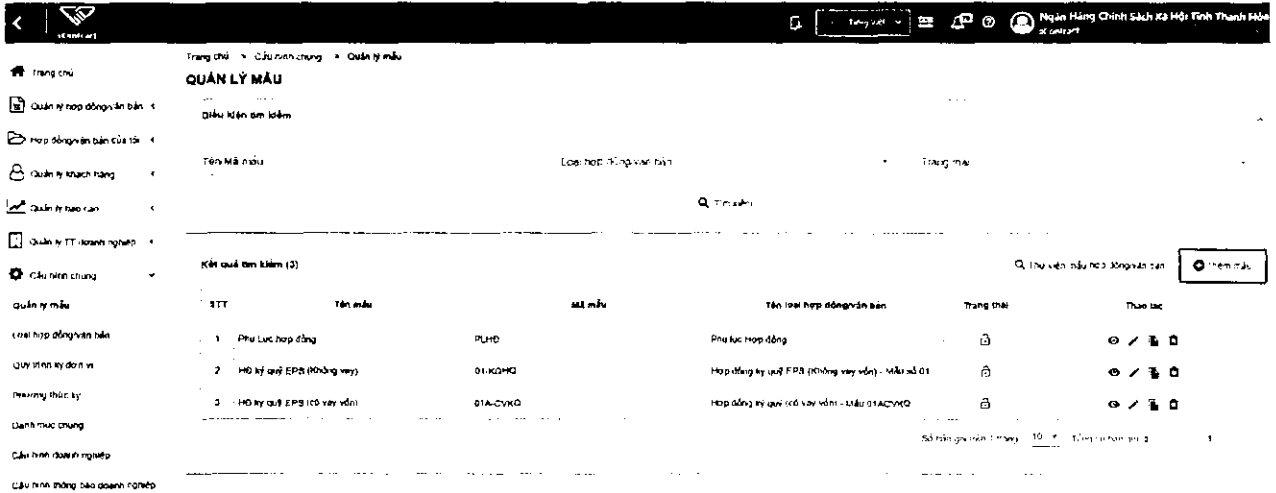 Tiếng Việt
Ngân Hàng Chính Sách Xã Hội Tỉnh Thanh Hóa
eContract
Trang chủ > Cấu hình chung > Quản lý mẫu
QUẢN LÝ MẪU
Trang chủ
Quản lý hợp đồng/văn bản
Hợp đồng/văn bản của tôi
Quản lý khách hàng
Quản lý báo cáo
Quản lý TT doanh nghiệp
Cấu hình chung
Quản lý mẫu
Loại hợp đồng/văn bản
Quy trình ký đơn vị
Phương thức ký
Danh mục chung
Cấu hình doanh nghiệp
Cấu hình thông báo doanh nghiệp
Điều kiện tìm kiếm
Tên/Mã mẫu
Loại hợp đồng/văn bản
Trạng thái
Tìm kiếm
Kết quả tìm kiếm (3)
Thư viện mẫu hợp đồng/văn bản
Thêm mẫu
STT Tên mẫu Mã mẫu Tên loại hợp đồng/văn bản Trạng thái Thao tác
1 Phụ Lục hợp đồng PLHD Phụ lục Hợp đồng
2 HĐ ký quỹ EPS (Không vay) 01-KQHQ Hợp đồng ký quỹ EPS (Không vay vốn) - Mẫu số 01
3 HĐ ký quỹ EPS (có vay vốn) 01A-CVKQ Hợp đồng ký quỹ (có vay vốn) - Mẫu 01ACVKQ
10
1